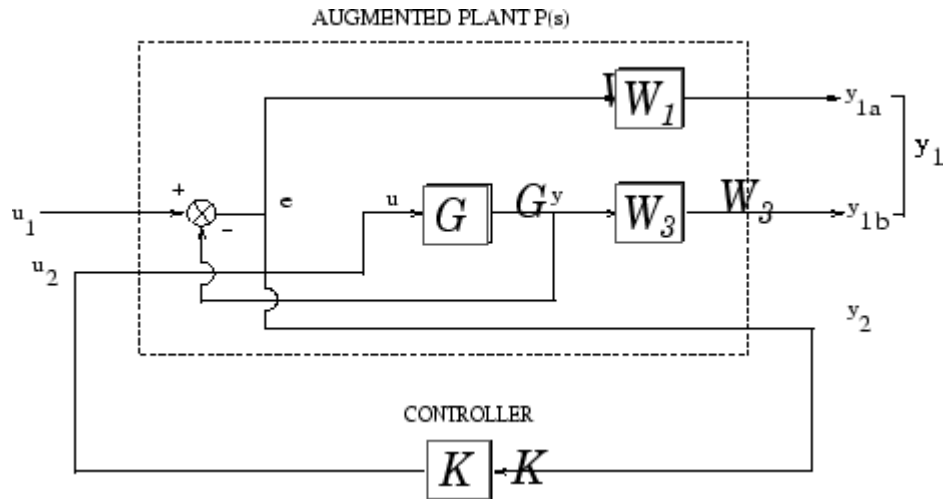 AUGMENTED PLANT P(s)
W1
y1a
y1
+
e
u
G
G
y
W3
W3
y1b
u1
-
u2
y2
CONTROLLER
K
K